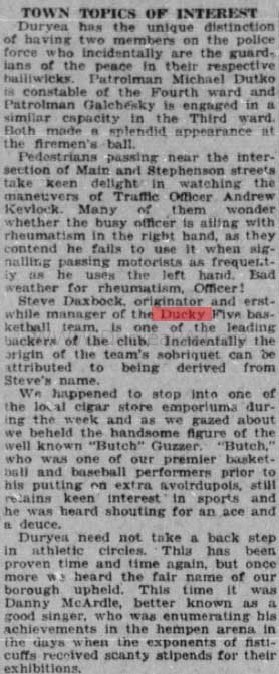 TOWN TOPICS OF INTEREST
Duryea has the unique distinction
of having two members on the police
force who incidentally are the guard-
ians of the peace in their respective
bailiwicks. Patrolman Michael Dutko
is constable of the Fourth ward and
Patrolman Galchesky is engaged in a
similar capacity in the Third ward.
Both made a splendid appearance at
the firemen's ball.
Pedestrians passing near the inter-
section of Main and Stephenson streets
take keen delight in watching the
maneuvers of Traffic Officer Andrew
Kevlock. Many of them wonder
whether the busy officer is ailing with
rheumatism in the right hand, as they
contend he fails to use it when sig-
nalling passing motorists as frequent-
ly as he uses the left hand. Bad
weather for rheumatism, Officer!
Steve Daxbock, originator and erst-
while manager of the Ducky Five bas-
ketball team, is one of the leading
backers of the club. Incidentally the
origin of the team's sobriquet can be
attributed to being derived from
Steve's name.
We happened to stop into one of
the local cigar store emporiums dur-
ing the week and as we gazed about
we beheld the handsome figure of the
well known "Butch" Guzzer. "Butch,"
who was one of our premier basket-
ball and baseball performers prior to
his putting on extra avoirdupois, still
retains keen interest in sports and
he was heard shouting for an ace and
a deuce.
Duryea need not take a back step
in athletic circles. This has been
proven time and time again, but once
more we heard the fair name of our
borough upheld. This time it was
Danny McArdle, better known as a
good singer, who was enumerating his
achievements in the hempen arena in
the days when the exponents of fisti-
cuffs received scanty stipends for their
exhibitions.